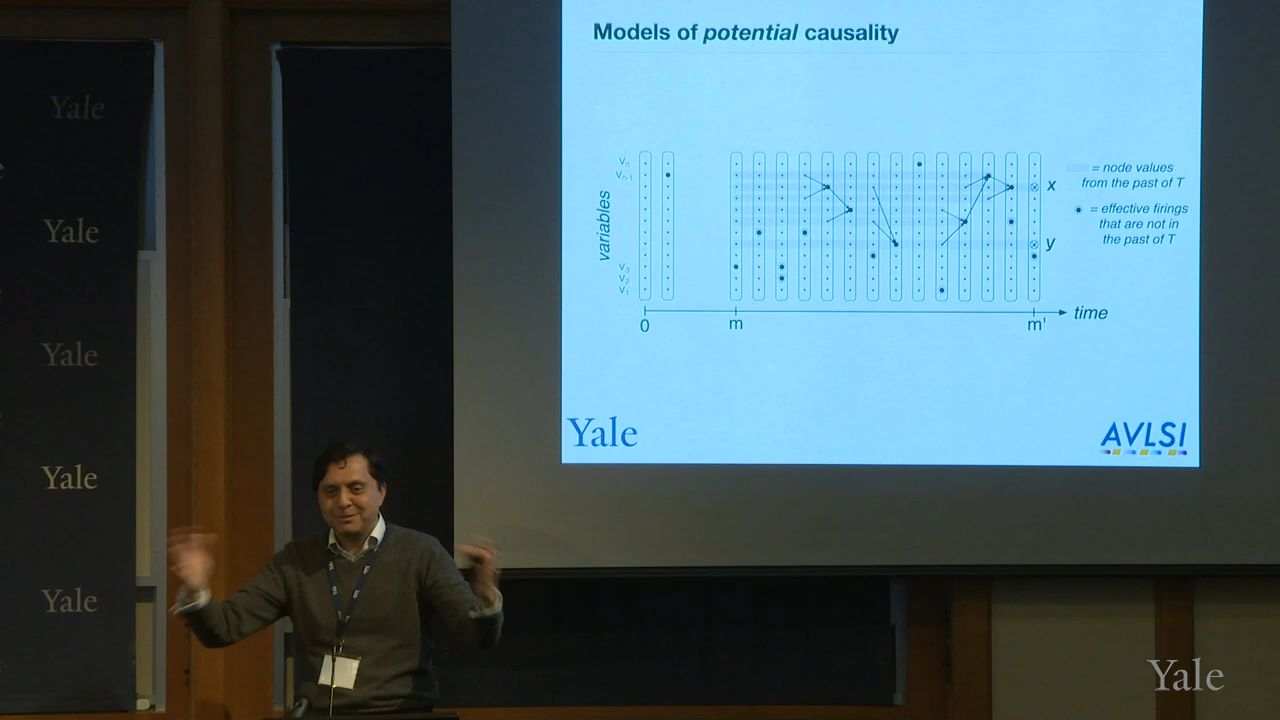 Models of potential causality
variables
vn
vn-1
v3
v2
v1
0
m
m'
time
x
y
= node values
from the past of T
= effective firings
that are not in
the past of T
Yale
AVLSI
Yale
Yale
Yale
Yale
Yale
Yale